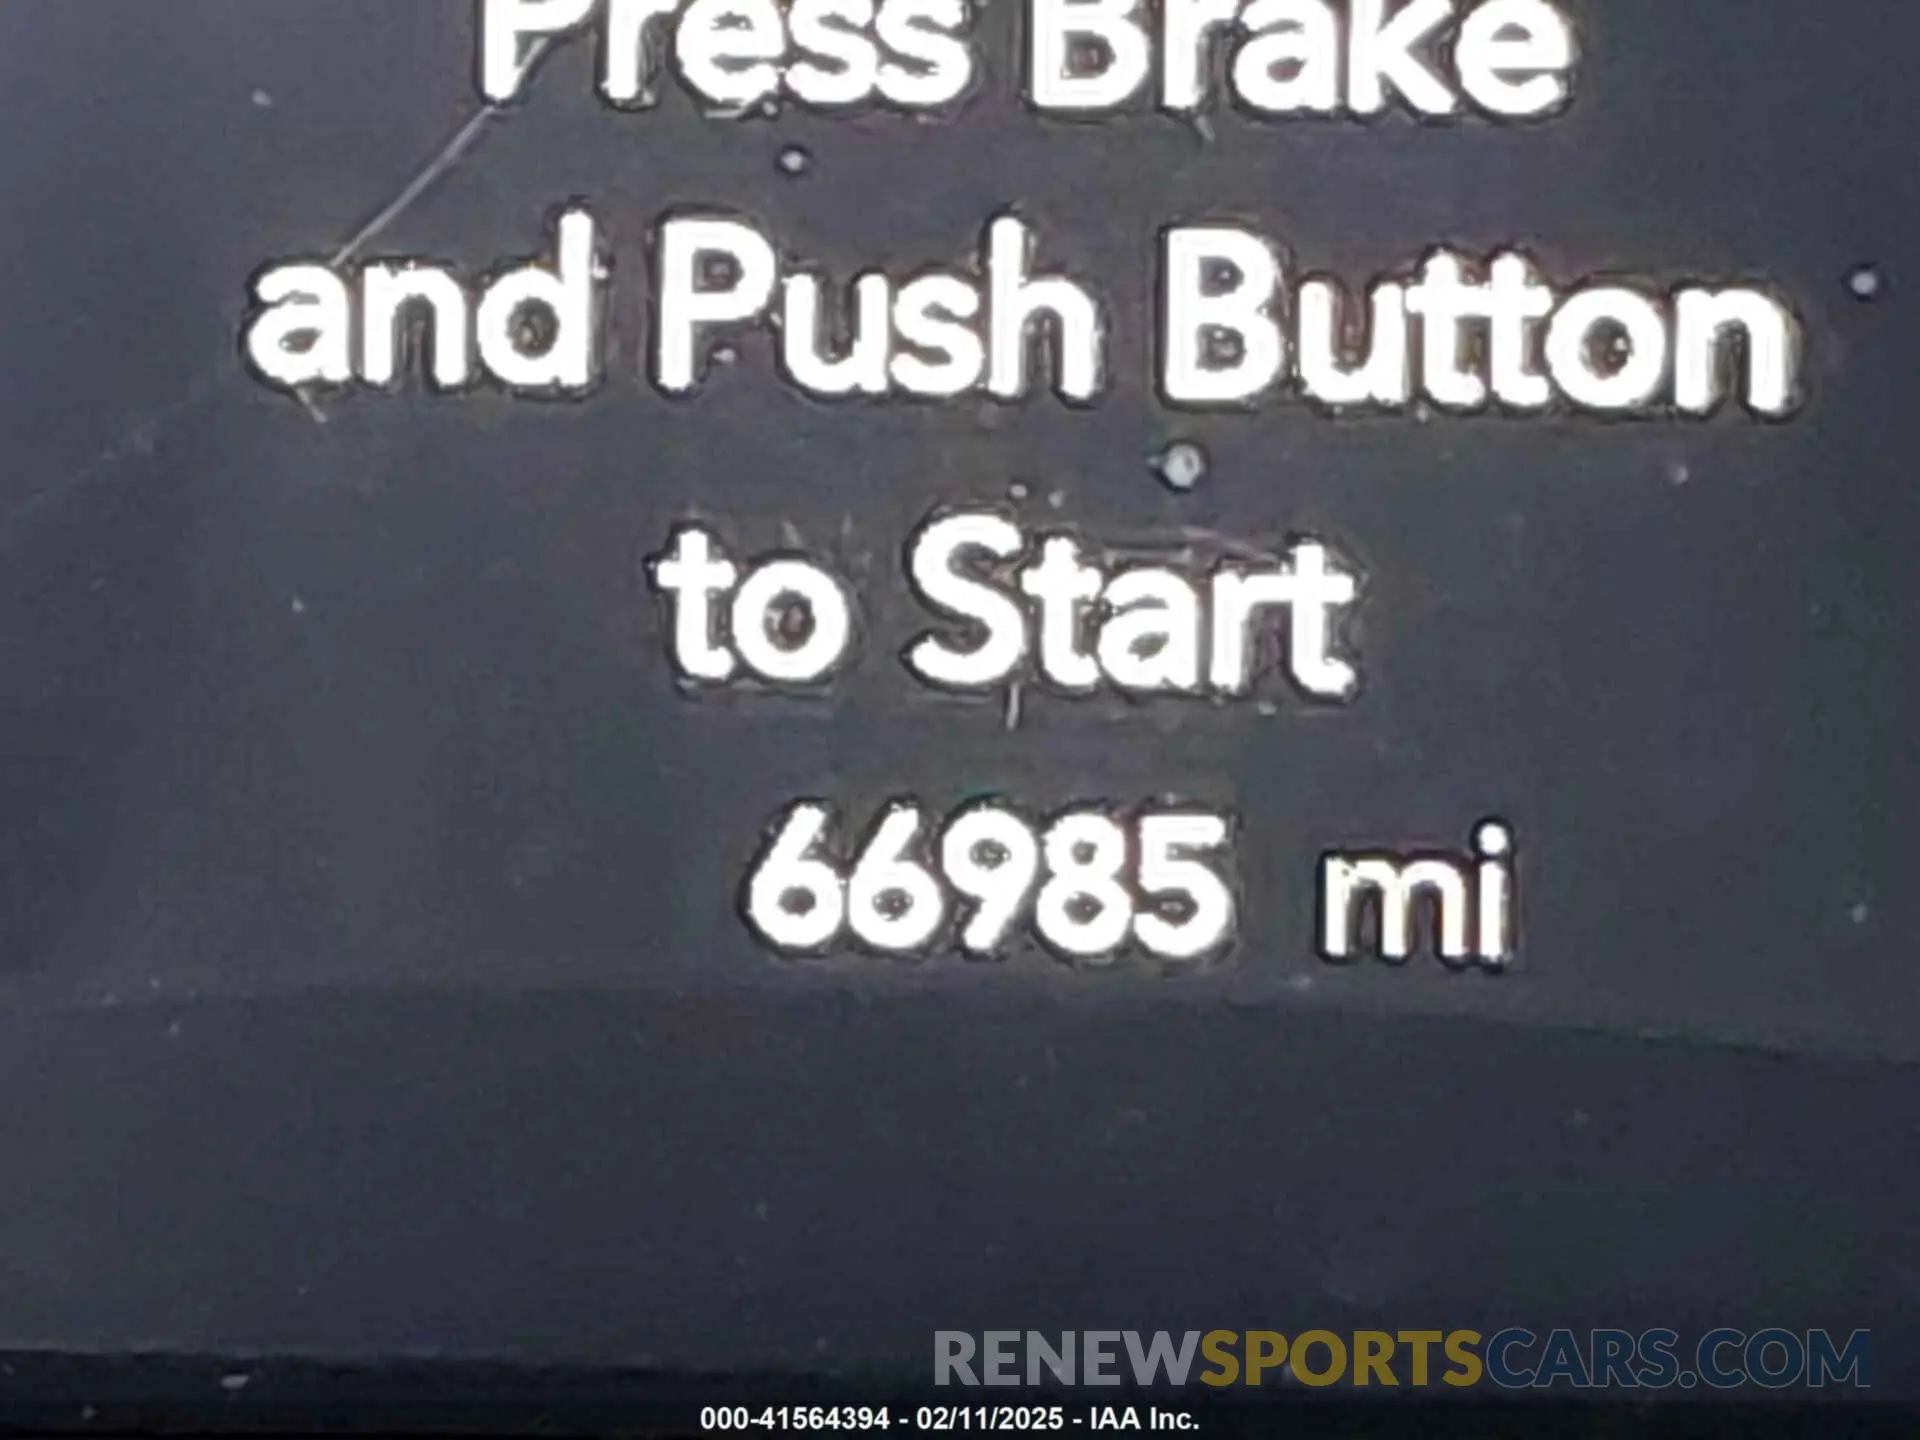 Press Brake
and Push Button
to Start
66985 mi
RENEWSPORTSCARS.COM
000-41564394 - 02/11/2025 - IAA Inc.